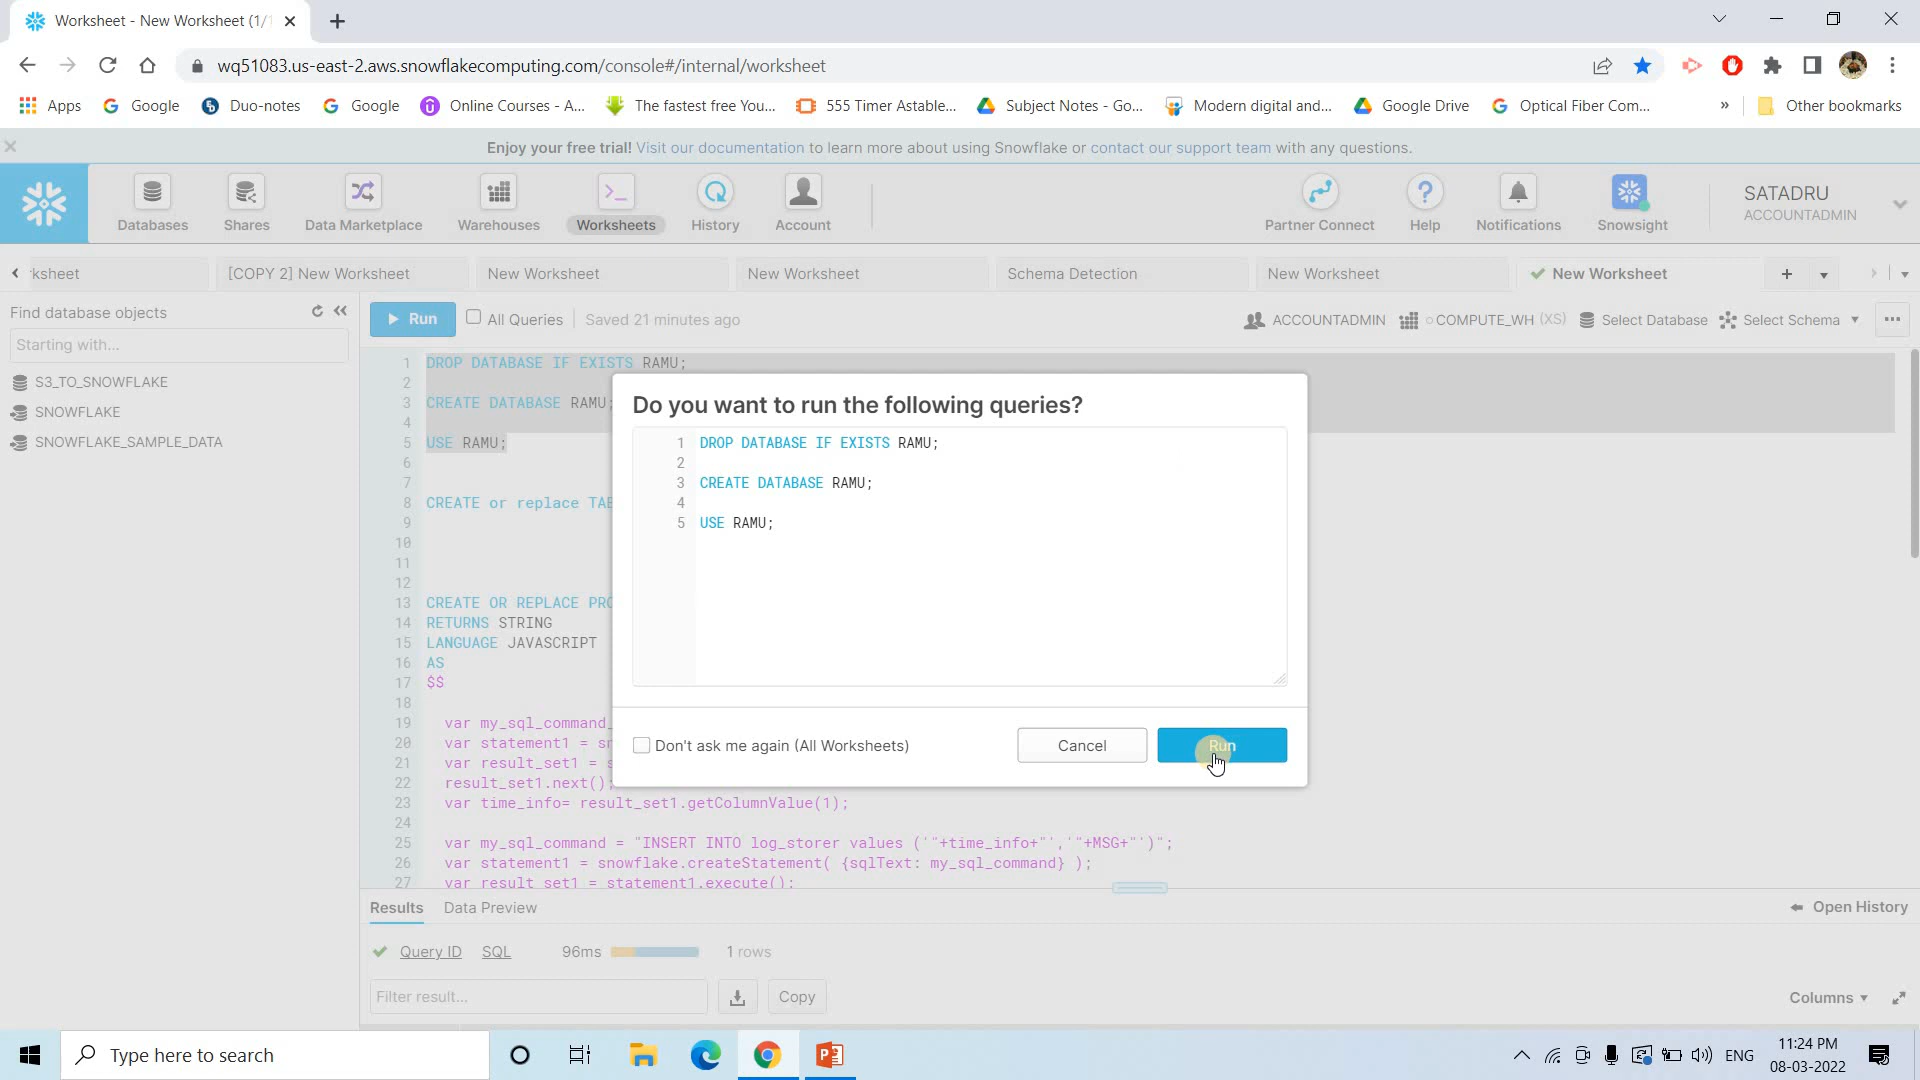 Worksheet - New Worksheet (1/1
wq51083.us-east-2.aws.snowflakecomputing.com/console#/internal/worksheet
Apps Google Duo-notes Google Online Courses - A... The fastest free You... 555 Timer Astable... Subject Notes - Go... Modern digital and... Google Drive Optical Fiber Com... » Other bookmarks
Enjoy your free trial! Visit our documentation to learn more about using Snowflake or contact our support team with any questions.
Databases Shares Data Marketplace Warehouses Worksheets History Account Partner Connect Help Notifications Snowsight SATADRU
ACCOUNTADMIN
rksheet [COPY 2] New Worksheet New Worksheet New Worksheet Schema Detection New Worksheet New Worksheet
Find database objects
Starting with...
S3_TO_SNOWFLAKE
SNOWFLAKE
SNOWFLAKE_SAMPLE_DATA
Run All Queries Saved 21 minutes ago ACCOUNTADMIN COMPUTE_WH (XS) Select Database Select Schema
1 DROP DATABASE IF EXISTS RAMU;
2
3 CREATE DATABASE RAMU;
4
5 USE RAMU;
6
7
8 CREATE or replace TAB
9
10
11
12
13 CREATE OR REPLACE PRO
14 RETURNS STRING
15 LANGUAGE JAVASCRIPT
16 AS
17 $$
18
19 var my_sql_command_
20 var statement1 = sn
21 var result_set1 = s
22 result_set1.next();
23 var time_info= result_set1.getColumnValue(1);
24
25 var my_sql_command = "INSERT INTO log_storer values ('"+time_info+"','"+MSG+"')";
26 var statement1 = snowflake.createStatement( {sqlText: my_sql_command} );
27 var result_set1 = statement1.execute();
Do you want to run the following queries?
1 DROP DATABASE IF EXISTS RAMU;
2
3 CREATE DATABASE RAMU;
4
5 USE RAMU;
Don't ask me again (All Worksheets) Cancel Run
Results Data Preview Open History
Query ID SQL 96ms 1 rows
Filter result... Copy Columns
Type here to search ENG 11:24 PM
08-03-2022